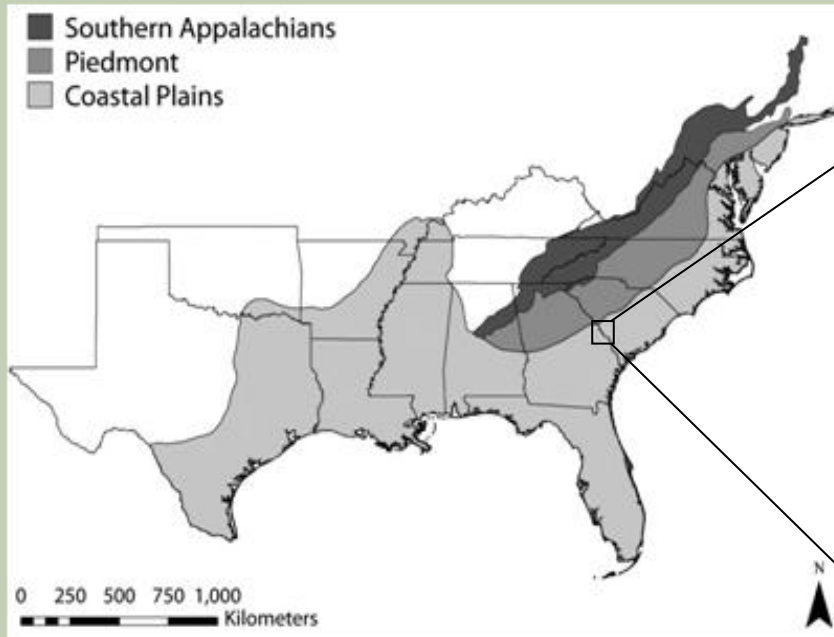 Southern Appalachians
Piedmont
Coastal Plains
0 250 500 750 1,000
Kilometers
N